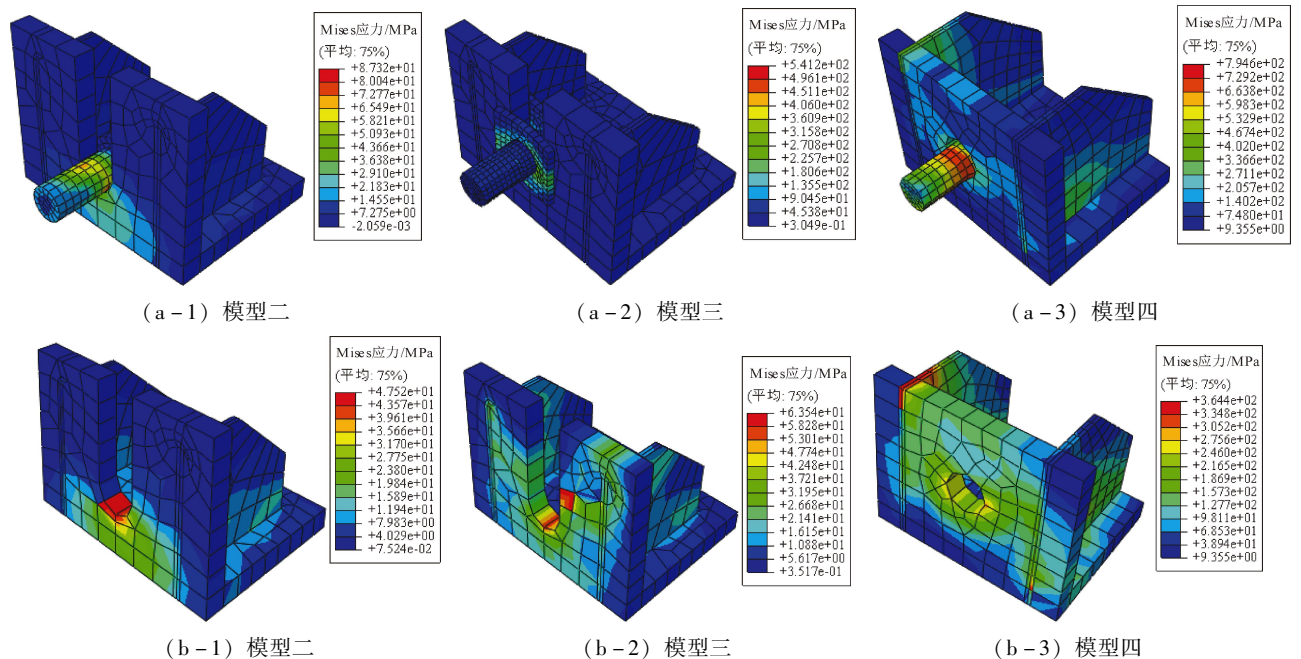 Mises应力/MPa
(平均: 75%)
+8.732e+01
+8.004e+01
+7.277e+01
+6.549e+01
+5.821e+01
+5.093e+01
+4.366e+01
+3.638e+01
+2.910e+01
+2.183e+01
+1.455e+01
+7.275e+00
-2.059e-03
Mises应力/MPa
(平均: 75%)
+5.412e+02
+4.961e+02
+4.511e+02
+4.060e+02
+3.609e+02
+3.158e+02
+2.708e+02
+2.257e+02
+1.806e+02
+1.355e+02
+9.045e+01
+4.538e+01
+3.049e-01
Mises应力/MPa
(平均: 75%)
+7.946e+02
+7.292e+02
+6.638e+02
+5.983e+02
+5.329e+02
+4.674e+02
+4.020e+02
+3.366e+02
+2.711e+02
+2.057e+02
+1.402e+02
+7.480e+01
+9.355e+00
(a-1) 模型二
(a-2) 模型三
(a-3) 模型四
Mises应力/MPa
(平均: 75%)
+4.752e+01
+4.357e+01
+3.961e+01
+3.566e+01
+3.170e+01
+2.775e+01
+2.380e+01
+1.984e+01
+1.589e+01
+1.194e+01
+7.983e+00
+4.029e+00
+7.524e-02
Mises应力/MPa
(平均: 75%)
+6.354e+01
+5.828e+01
+5.301e+01
+4.774e+01
+4.248e+01
+3.721e+01
+3.195e+01
+2.668e+01
+2.141e+01
+1.615e+01
+1.088e+01
+5.617e+00
+3.517e-01
Mises应力/MPa
(平均: 75%)
+3.644e+02
+3.348e+02
+3.052e+02
+2.756e+02
+2.460e+02
+2.165e+02
+1.869e+02
+1.573e+02
+1.277e+02
+9.811e+01
+6.853e+01
+3.894e+01
+9.355e+00
(b-1) 模型二
(b-2) 模型三
(b-3) 模型四